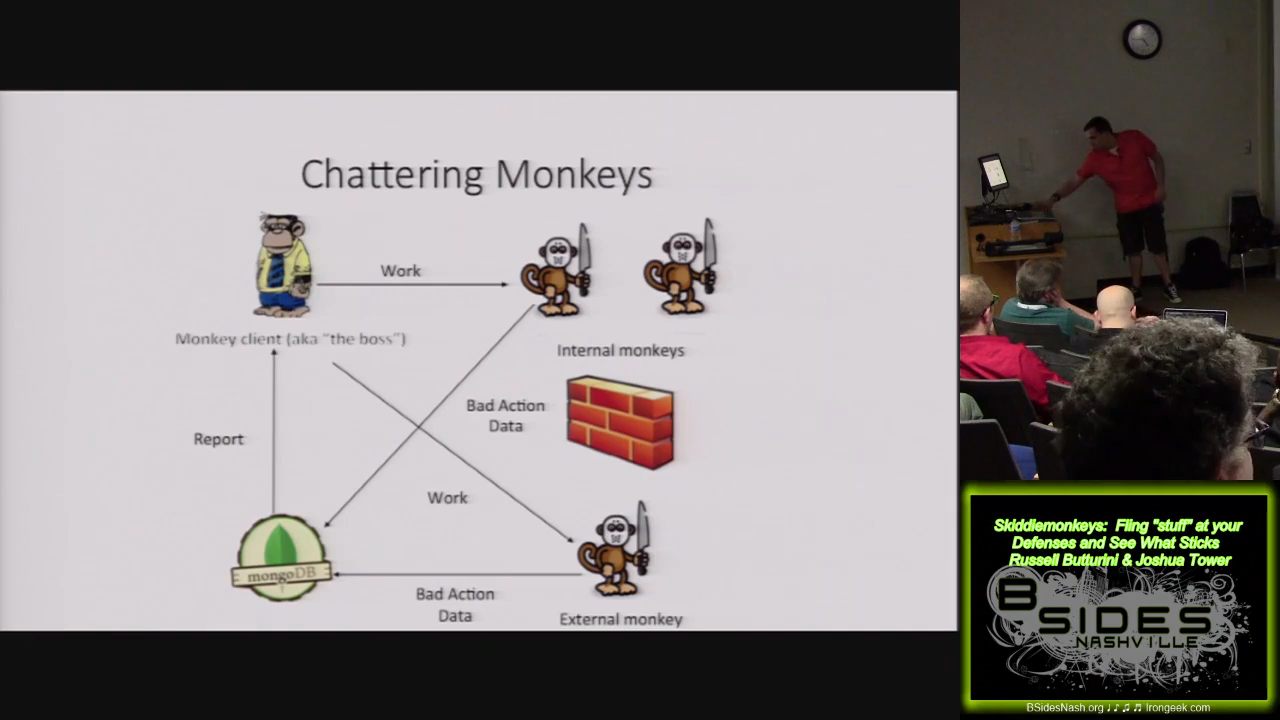 Chattering Monkeys
Work
Monkey client (aka "the boss")
Internal monkeys
Bad Action
Data
Report
Work
mongoDB
Bad Action
Data
External monkey
Skiddiemonkeys: Fling "stuff" at your
Defenses and See What Sticks
Russell Butturini & Joshua Tower
BSIDES
NASHVILLE
BSidesNash.org ♩ ♪ ♫ ♬ Irongeek.com